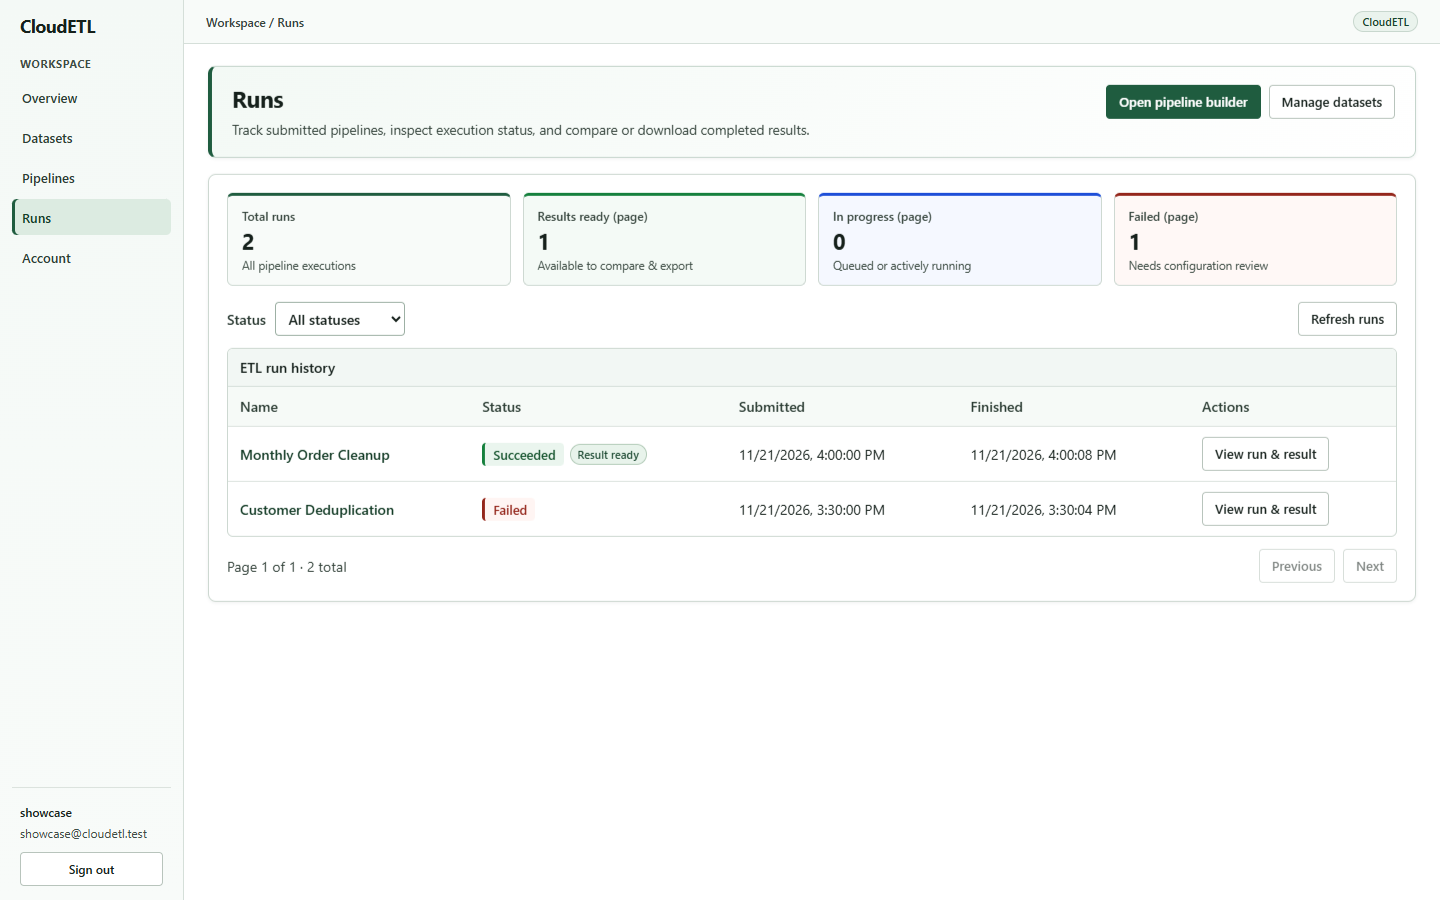 CloudETL
WORKSPACE
Overview
Datasets
Pipelines
Runs
Account
showcase
showcase@cloudetl.test
Sign out
Workspace / Runs
CloudETL
Runs
Track submitted pipelines, inspect execution status, and compare or download completed results.
Open pipeline builder
Manage datasets
Total runs
2
All pipeline executions
Results ready (page)
1
Available to compare & export
In progress (page)
0
Queued or actively running
Failed (page)
1
Needs configuration review
Status All statuses
Refresh runs
ETL run history
Name Status Submitted Finished Actions
Monthly Order Cleanup Succeeded Result ready 11/21/2026, 4:00:00 PM 11/21/2026, 4:00:08 PM View run & result
Customer Deduplication Failed 11/21/2026, 3:30:00 PM 11/21/2026, 3:30:04 PM View run & result
Page 1 of 1 · 2 total
Previous Next